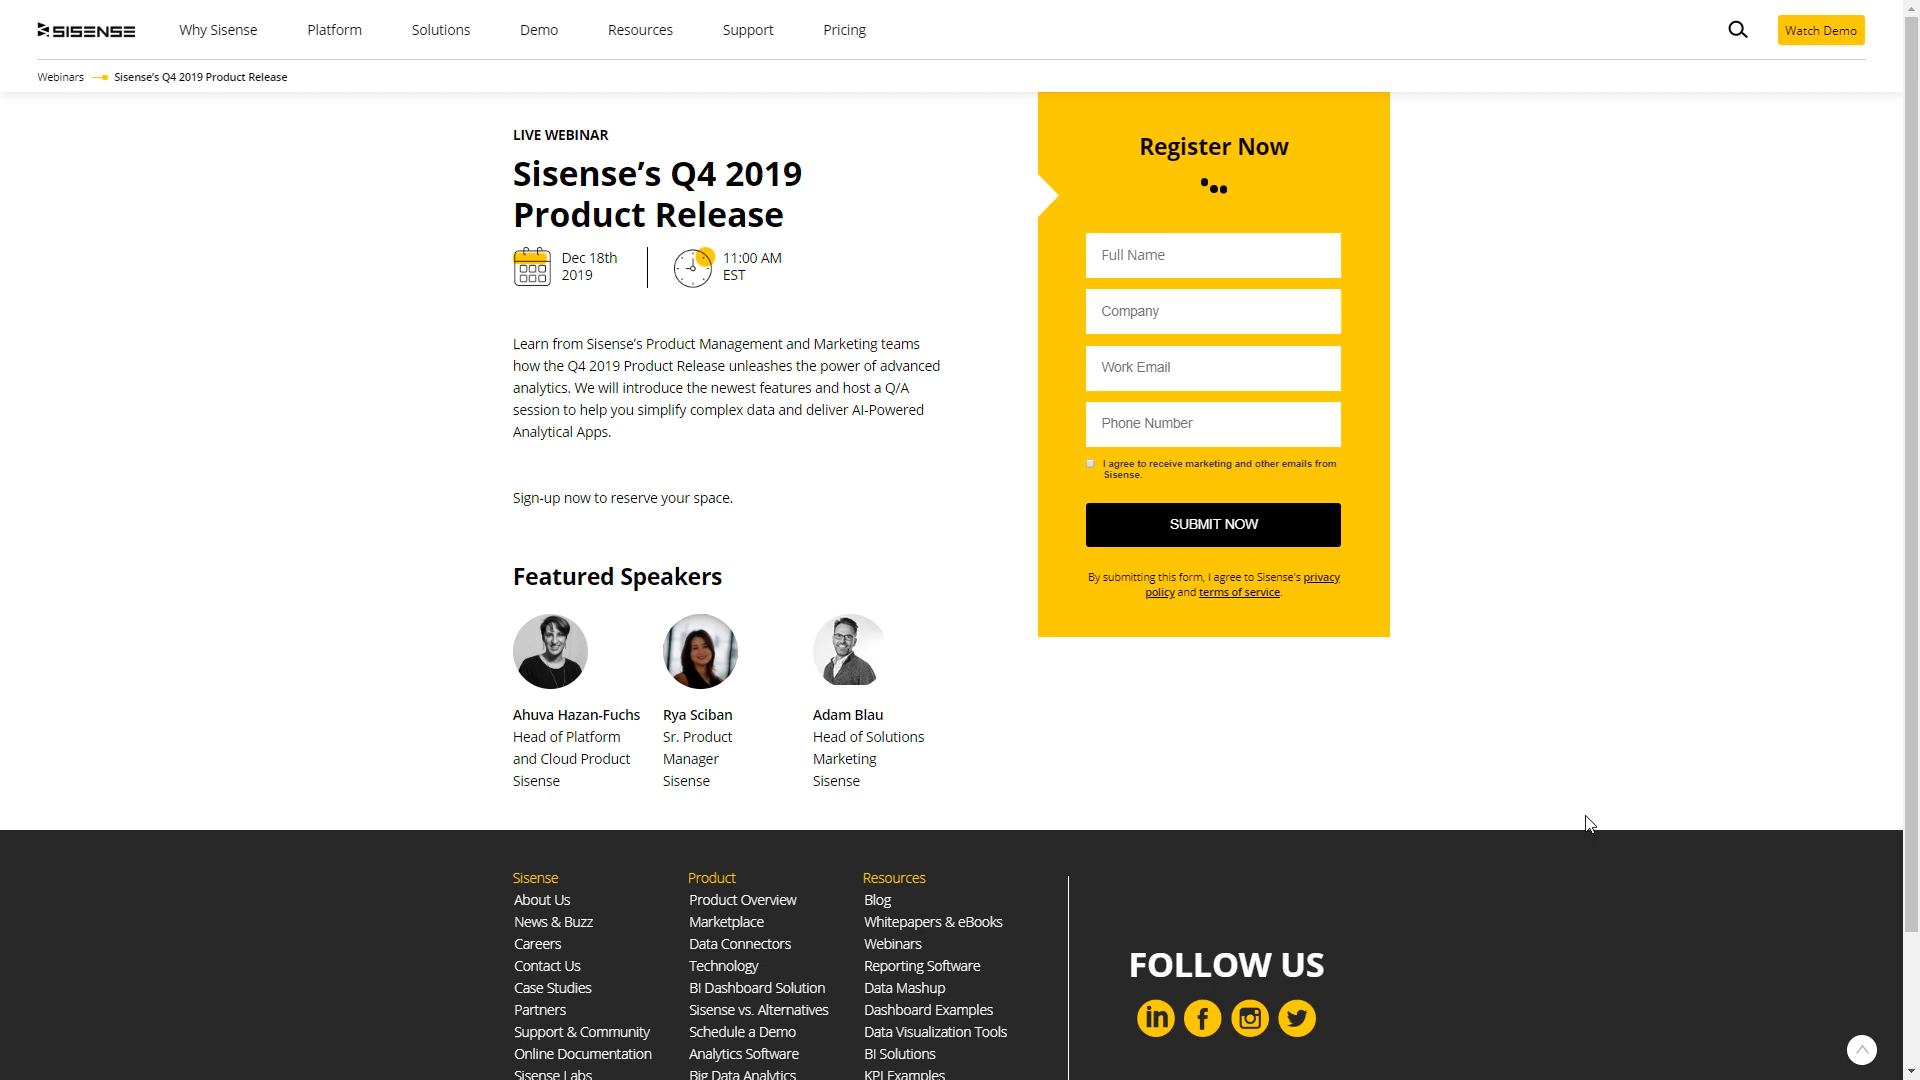 SISENSE
Why Sisense
Platform
Solutions
Demo
Resources
Support
Pricing
Watch Demo
Webinars
Sisense’s Q4 2019 Product Release
LIVE WEBINAR
Sisense’s Q4 2019
Product Release
Dec 18th
2019
11:00 AM
EST
Learn from Sisense’s Product Management and Marketing teams
how the Q4 2019 Product Release unleashes the power of advanced
analytics. We will introduce the newest features and host a Q/A
session to help you simplify complex data and deliver AI-Powered
Analytical Apps.
Sign-up now to reserve your space.
Featured Speakers
Ahuva Hazan-Fuchs
Head of Platform
and Cloud Product
Sisense
Rya Sciban
Sr. Product
Manager
Sisense
Adam Blau
Head of Solutions
Marketing
Sisense
Register Now
Full Name
Company
Work Email
Phone Number
I agree to receive marketing and other emails from
Sisense.
SUBMIT NOW
By submitting this form, I agree to Sisense's privacy
policy and terms of service.
Sisense
About Us
News & Buzz
Careers
Contact Us
Case Studies
Partners
Support & Community
Online Documentation
Sisense Labs
Product
Product Overview
Marketplace
Data Connectors
Technology
BI Dashboard Solution
Sisense vs. Alternatives
Schedule a Demo
Analytics Software
Big Data Analytics
Resources
Blog
Whitepapers & eBooks
Webinars
Reporting Software
Data Mashup
Dashboard Examples
Data Visualization Tools
BI Solutions
KPI Examples
FOLLOW US